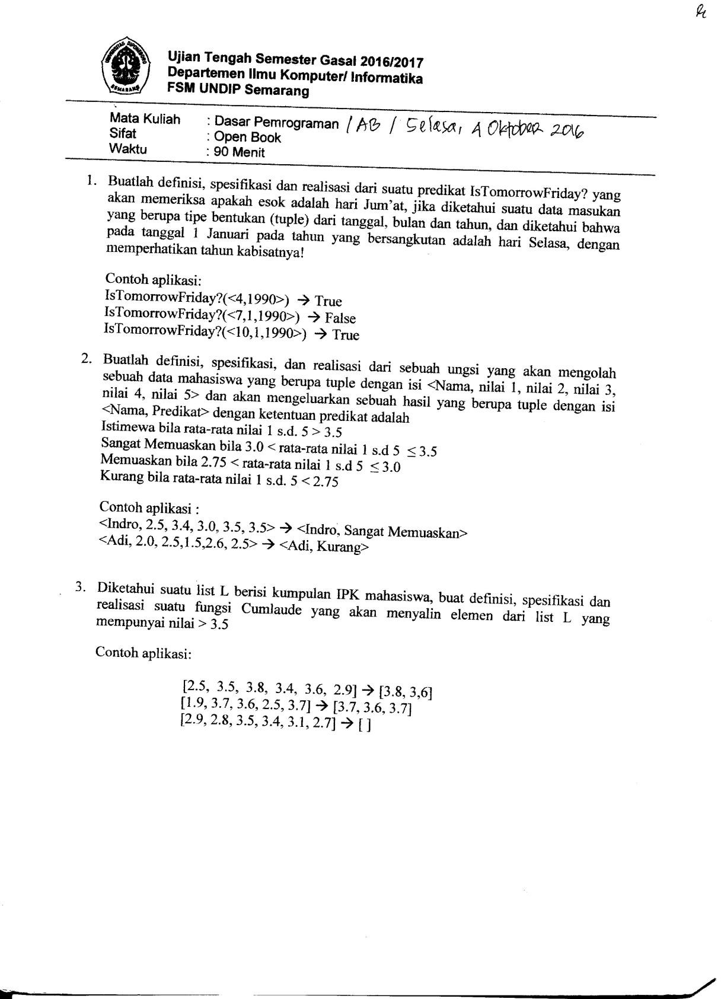 Ujian Tengah Semester Gasal 2016/2017
Departemen Ilmu Komputer/ Informatika
FSM UNDIP Semarang
Mata Kuliah : Dasar Pemrograman / AB / Selasa, 4 Oktober 2016
Sifat : Open Book
Waktu : 90 Menit
1. Buatlah definisi, spesifikasi dan realisasi dari suatu predikat IsTomorrowFriday? yang
akan memeriksa apakah esok adalah hari Jum'at, jika diketahui suatu data masukan
yang berupa tipe bentukan (tuple) dari tanggal, bulan dan tahun, dan diketahui bahwa
pada tanggal 1 Januari pada tahun yang bersangkutan adalah hari Selasa, dengan
memperhatikan tahun kabisatnya!
Contoh aplikasi:
IsTomorrowFriday?(<4,1990>) → True
IsTomorrowFriday?(<7,1,1990>) → False
IsTomorrowFriday?(<10,1,1990>) → True
2. Buatlah definisi, spesifikasi, dan realisasi dari sebuah ungsi yang akan mengolah
sebuah data mahasiswa yang berupa tuple dengan isi <Nama, nilai 1, nilai 2, nilai 3,
nilai 4, nilai 5> dan akan mengeluarkan sebuah hasil yang berupa tuple dengan isi
<Nama, Predikat> dengan ketentuan predikat adalah
Istimewa bila rata-rata nilai 1 s.d. 5 > 3.5
Sangat Memuaskan bila 3.0 < rata-rata nilai 1 s.d 5 ≤ 3.5
Memuaskan bila 2.75 < rata-rata nilai 1 s.d 5 ≤ 3.0
Kurang bila rata-rata nilai 1 s.d. 5 < 2.75
Contoh aplikasi :
<Indro, 2.5, 3.4, 3.0, 3.5, 3.5> → <Indro, Sangat Memuaskan>
<Adi, 2.0, 2.5,1.5,2.6, 2.5> → <Adi, Kurang>
3. Diketahui suatu list L berisi kumpulan IPK mahasiswa, buat definisi, spesifikasi dan
realisasi suatu fungsi Cumlaude yang akan menyalin elemen dari list L yang
mempunyai nilai > 3.5
Contoh aplikasi:
[2.5, 3.5, 3.8, 3.4, 3.6, 2.9] → [3.8, 3,6]
[1.9, 3.7, 3.6, 2.5, 3.7] → [3.7, 3.6, 3.7]
[2.9, 2.8, 3.5, 3.4, 3.1, 2.7] → [ ]